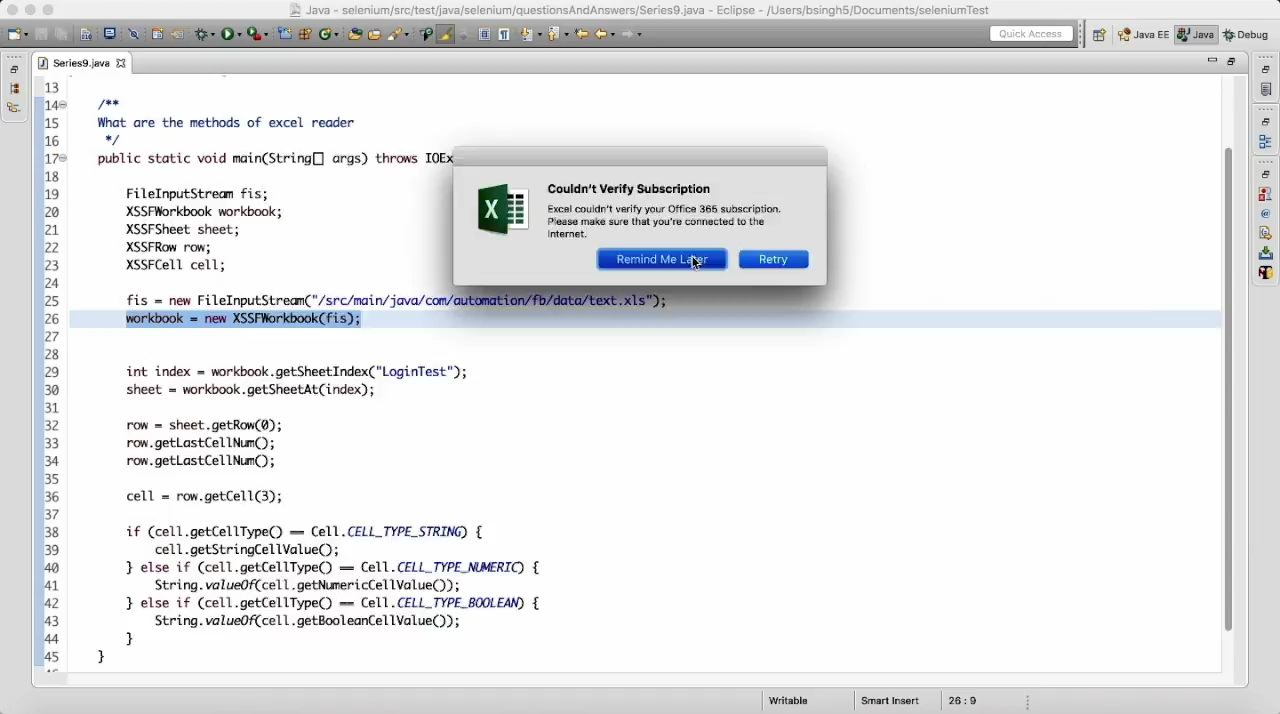 Java - selenium/src/test/java/selenium/questionsAndAnswers/Series9.java - Eclipse - /Users/bsingh5/Documents/seleniumTest
Quick Access
Java EE
Java
Debug
Series9.java
13
14 /**
15 What are the methods of excel reader
16 */
17 public static void main(String[] args) throws IOEx
18
19 FileInputStream fis;
20 XSSFWorkbook workbook;
21 XSSFSheet sheet;
22 XSSFRow row;
23 XSSFCell cell;
24
25 fis = new FileInputStream("/src/main/java/com/automation/fb/data/text.xls");
26 workbook = new XSSFWorkbook(fis);
27
28
29 int index = workbook.getSheetIndex("LoginTest");
30 sheet = workbook.getSheetAt(index);
31
32 row = sheet.getRow(0);
33 row.getLastCellNum();
34 row.getLastCellNum();
35
36 cell = row.getCell(3);
37
38 if (cell.getCellType() == Cell.CELL_TYPE_STRING) {
39 cell.getStringCellValue();
40 } else if (cell.getCellType() == Cell.CELL_TYPE_NUMERIC) {
41 String.valueOf(cell.getNumericCellValue());
42 } else if (cell.getCellType() == Cell.CELL_TYPE_BOOLEAN) {
43 String.valueOf(cell.getBooleanCellValue());
44 }
45 }
Couldn't Verify Subscription
Excel couldn't verify your Office 365 subscription.
Please make sure that you're connected to the
Internet.
Remind Me Later
Retry
Writable
Smart Insert
26 : 9